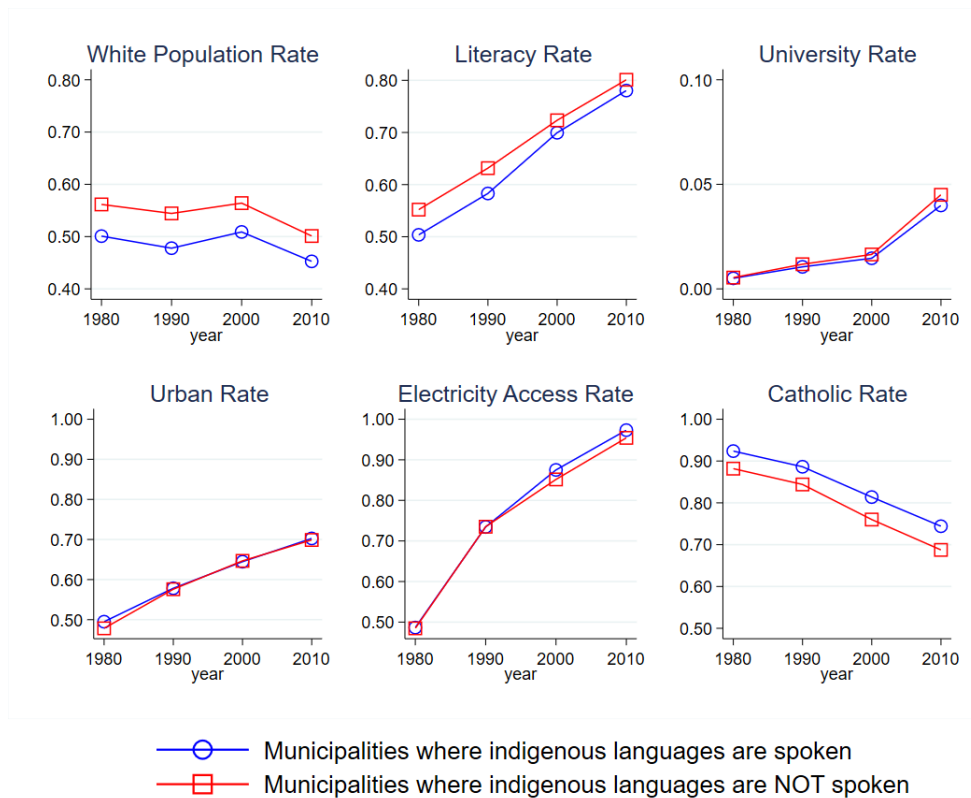 White Population Rate
0.80
0.70
0.60
0.50
0.40
1980 1990 2000 2010
year
Literacy Rate
0.80
0.70
0.60
0.50
0.40
1980 1990 2000 2010
year
University Rate
0.10
0.05
0.00
1980 1990 2000 2010
year
Urban Rate
1.00
0.90
0.80
0.70
0.60
0.50
1980 1990 2000 2010
year
Electricity Access Rate
1.00
0.90
0.80
0.70
0.60
0.50
1980 1990 2000 2010
year
Catholic Rate
1.00
0.90
0.80
0.70
0.60
0.50
1980 1990 2000 2010
year
Municipalities where indigenous languages are spoken
Municipalities where indigenous languages are NOT spoken